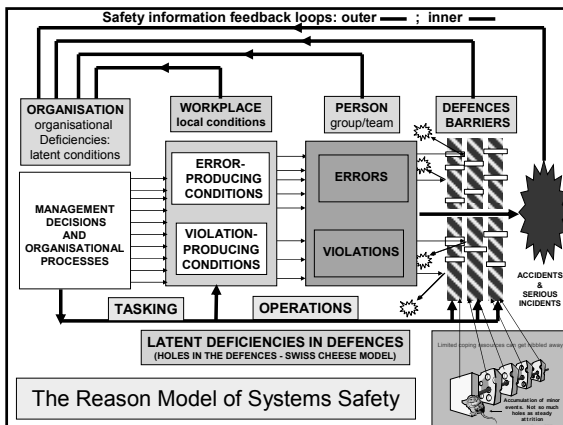 Safety information feedback loops: outer ; inner
ORGANISATION
organisational
Deficiencies:
latent conditions
WORKPLACE
local conditions
PERSON
group/team
DEFENCES
BARRIERS
MANAGEMENT
DECISIONS
AND
ORGANISATIONAL
PROCESSES
ERROR-
PRODUCING
CONDITIONS
VIOLATION-
PRODUCING
CONDITIONS
ERRORS
VIOLATIONS
ACCIDENTS
&
SERIOUS
INCIDENTS
TASKING
OPERATIONS
LATENT DEFICIENCIES IN DEFENCES
(HOLES IN THE DEFENCES - SWISS CHEESE MODEL)
Limited coping resources can get nibbled away
Accumulation of minor
events. Not so much
holes as steady
attrition
The Reason Model of Systems Safety